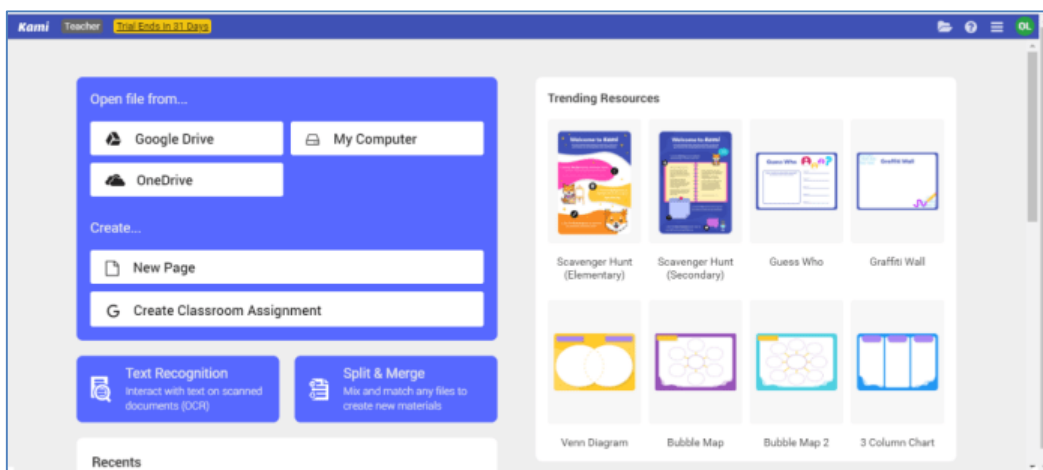 Kami Teacher Trial Ends In 31 Days
OL
Open file from...
Google Drive
My Computer
OneDrive
Create...
New Page
G Create Classroom Assignment
Text Recognition
Interact with text on scanned
documents (OCR)
Split & Merge
Mix and match any files to
create new materials
Recents
Trending Resources
Welcome to Kami
Welcome to Kami
Guess Who
Graffiti Wall
Scavenger Hunt
(Elementary)
Scavenger Hunt
(Secondary)
Guess Who
Graffiti Wall
Venn Diagram
Bubble Map
Bubble Map 2
3 Column Chart